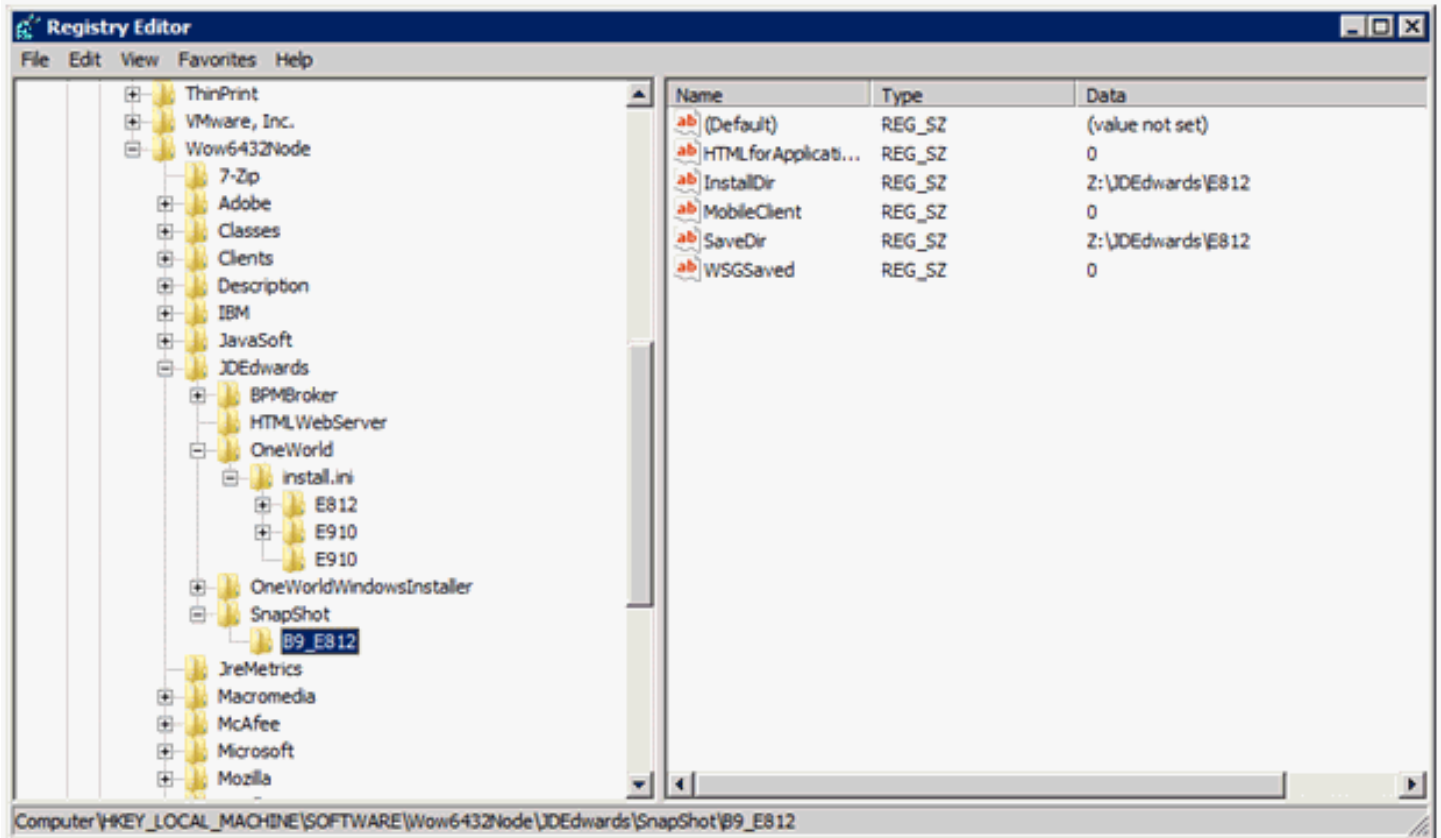 Registry Editor
File Edit View Favorites Help
ThinPrint
VMware, Inc.
Wow6432Node
7-Zip
Adobe
Classes
Clients
Description
IBM
JavaSoft
JDEdwards
BPMBroker
HTMLWebServer
OneWorld
install.ini
E812
E910
E910
OneWorldWindowsInstaller
SnapShot
B9_E812
JreMetrics
Macromedia
McAfee
Microsoft
Mozilla
Name Type Data
(Default) REG_SZ (value not set)
HTMLforApplicati... REG_SZ 0
InstallDir REG_SZ Z:\JDEdwards\E812
MobileClient REG_SZ 0
SaveDir REG_SZ Z:\JDEdwards\E812
WSGSaved REG_SZ 0
Computer\HKEY_LOCAL_MACHINE\SOFTWARE\Wow6432Node\JDEdwards\SnapShot\B9_E812